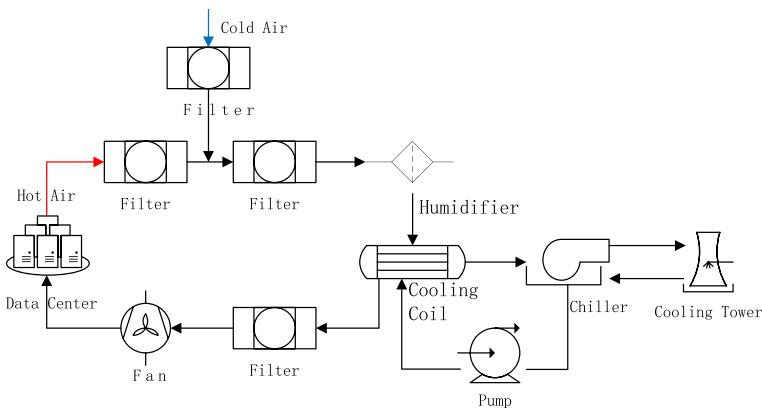 Cold Air
Filter
Hot Air
Filter
Filter
Humidifier
Data Center
Cooling
Coil
Chiller
Cooling Tower
Fan
Filter
Pump